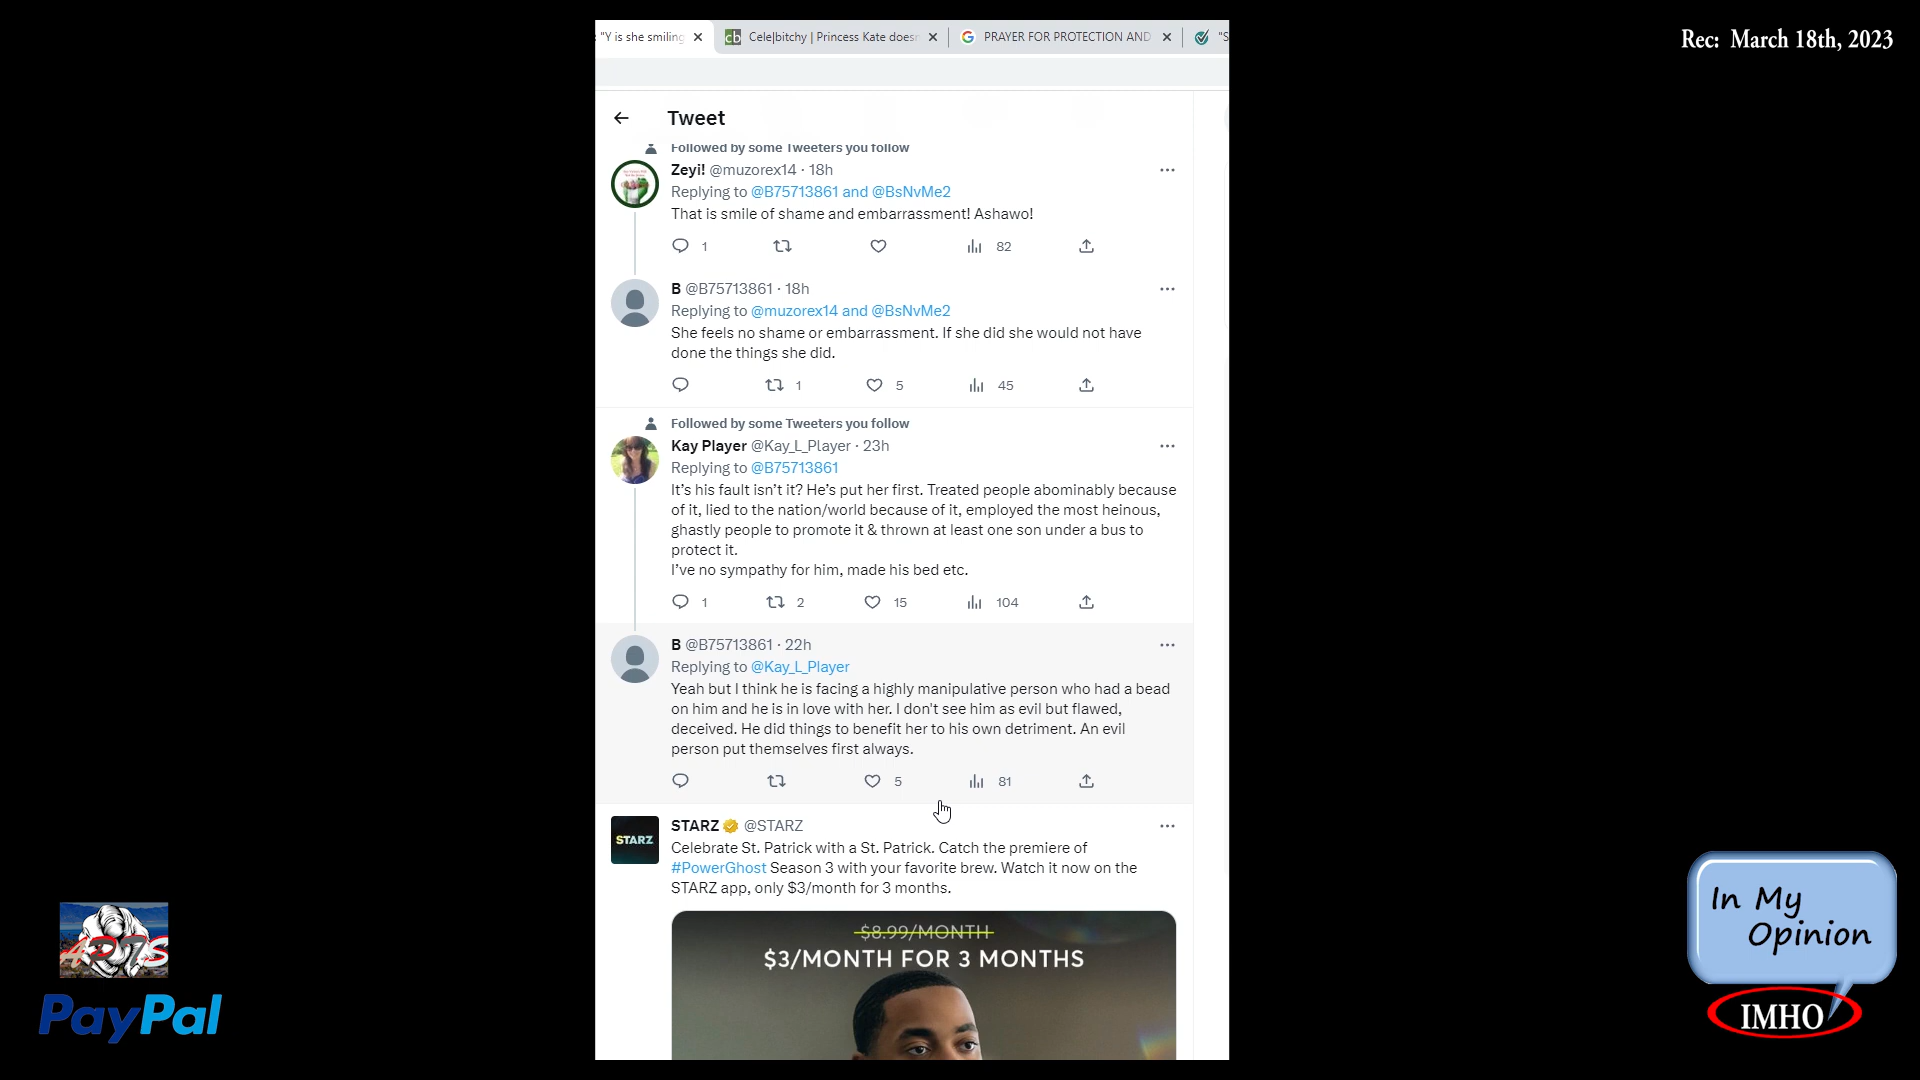 "Y is she smiling
Cele|bitchy | Princess Kate does
PRAYER FOR PROTECTION AND
"S
Rec: March 18th, 2023
Tweet
Followed by some Tweeters you follow
Zeyi! @muzorex14 · 18h
Replying to @B75713861 and @BsNvMe2
That is smile of shame and embarrassment! Ashawo!
1
82
B @B75713861 · 18h
Replying to @muzorex14 and @BsNvMe2
She feels no shame or embarrassment. If she did she would not have
done the things she did.
1
5
45
Followed by some Tweeters you follow
Kay Player @Kay_L_Player · 23h
Replying to @B75713861
It's his fault isn't it? He's put her first. Treated people abominably because
of it, lied to the nation/world because of it, employed the most heinous,
ghastly people to promote it & thrown at least one son under a bus to
protect it.
I've no sympathy for him, made his bed etc.
1
2
15
104
B @B75713861 · 22h
Replying to @Kay_L_Player
Yeah but I think he is facing a highly manipulative person who had a bead
on him and he is in love with her. I don't see him as evil but flawed,
deceived. He did things to benefit her to his own detriment. An evil
person put themselves first always.
5
81
STARZ
STARZ @STARZ
Celebrate St. Patrick with a St. Patrick. Catch the premiere of
#PowerGhost Season 3 with your favorite brew. Watch it now on the
STARZ app, only $3/month for 3 months.
$8.99/MONTH
$3/MONTH FOR 3 MONTHS
PayPal
In My
Opinion
IMHO